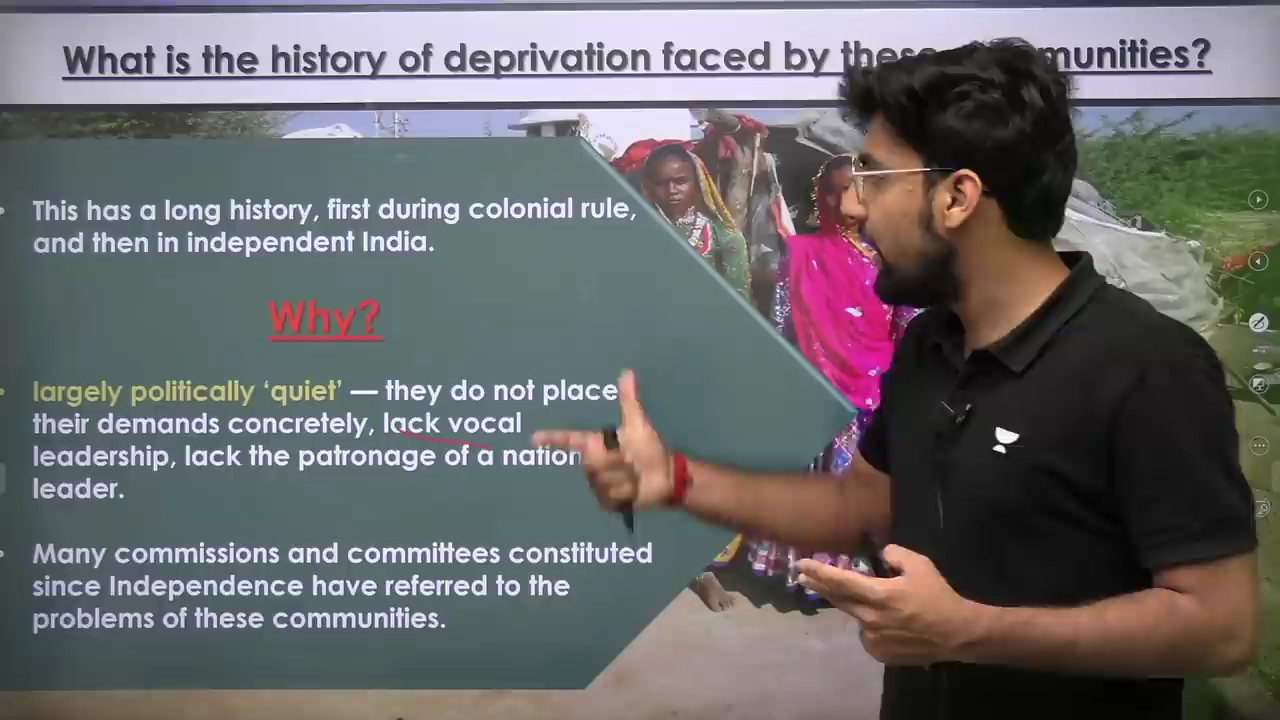 What is the history of deprivation faced by these communities?
This has a long history, first during colonial rule,
and then in independent India.
Why?
largely politically ‘quiet’ — they do not place
their demands concretely, lack vocal
leadership, lack the patronage of a nation
leader.
Many commissions and committees constituted
since Independence have referred to the
problems of these communities.